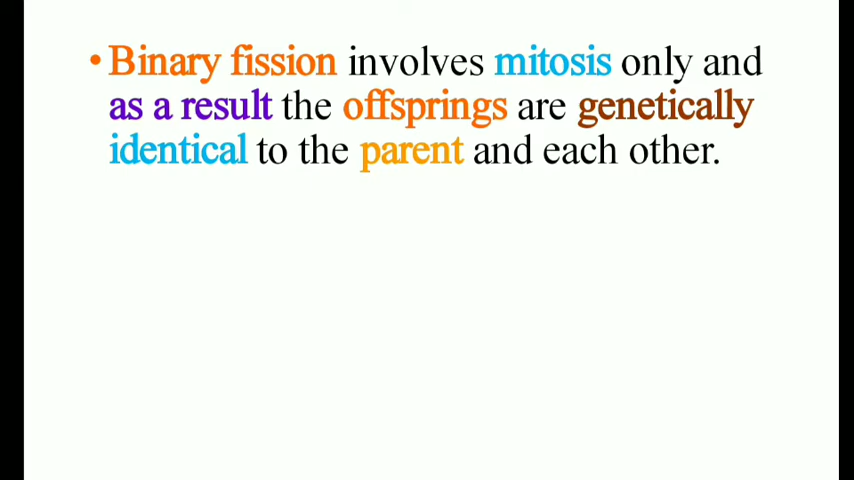 • Binary fission involves mitosis only and
as a result the offsprings are genetically
identical to the parent and each other.